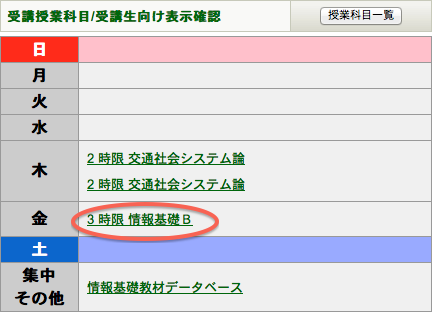 受講授業科目/受講生向け表示確認
授業科目一覧
日
月
火
水
木
2時限 交通社会システム論
2時限 交通社会システム論
金
3時限 情報基礎B
土
集中
その他
情報基礎教材データベース